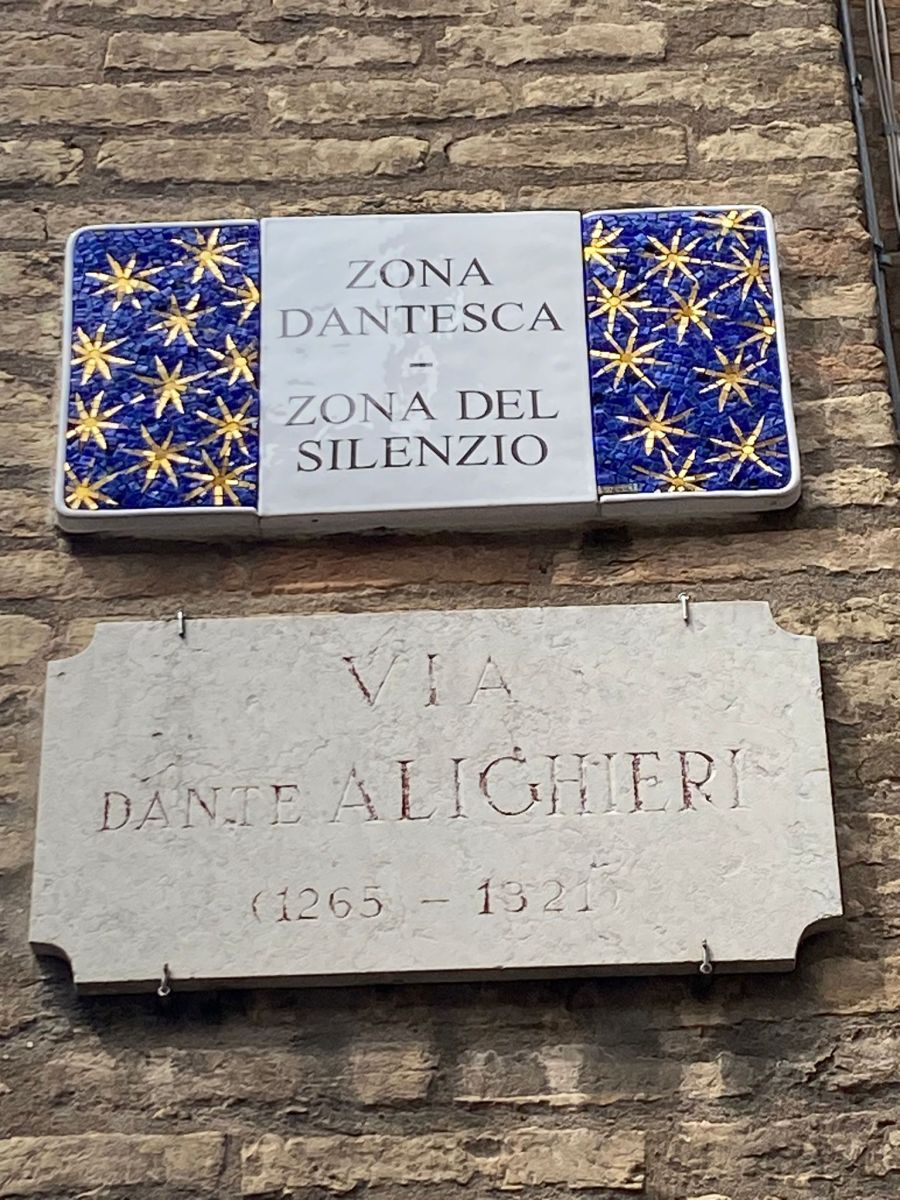 ZONA
DANTESCA
-
ZONA DEL
SILENZIO
VIA
DANTE ALIGHIERI
(1265 - 1321)